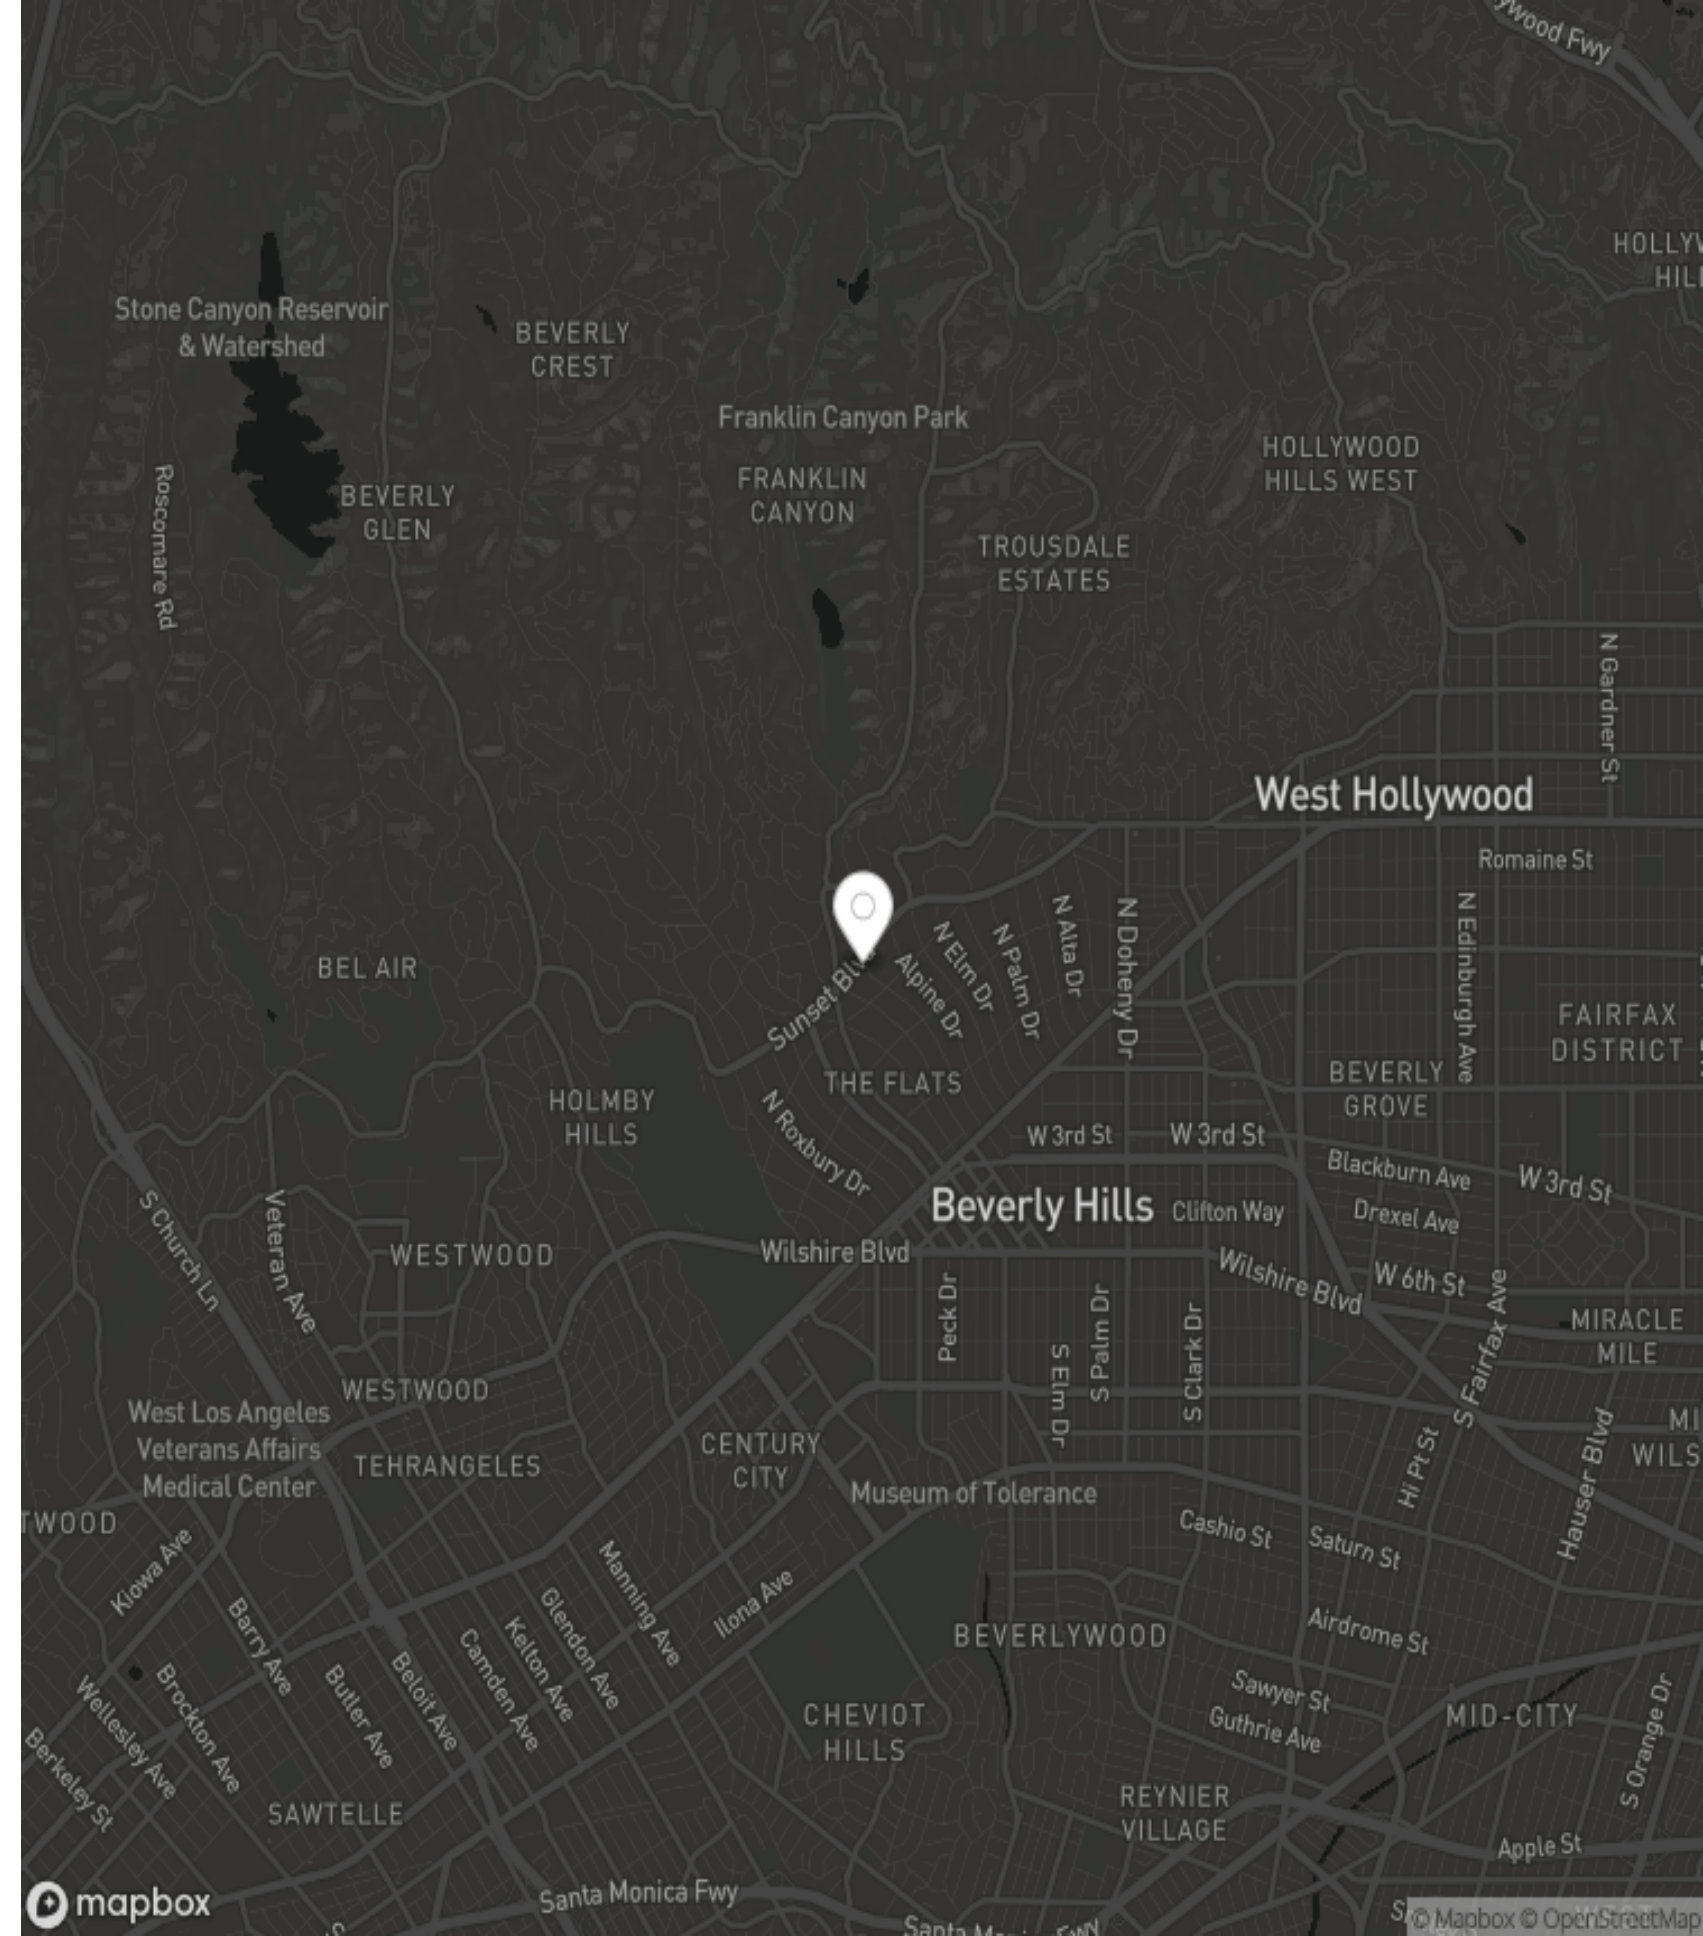 ywood Fwy
HOLLYW
HILL
Stone Canyon Reservoir
& Watershed
BEVERLY
CREST
Franklin Canyon Park
FRANKLIN
CANYON
HOLLYWOOD
HILLS WEST
Roscomare Rd
BEVERLY
GLEN
TROUSDALE
ESTATES
N Gardner St
West Hollywood
Romaine St
BEL AIR
Sunset Blv
Alpine Dr
N Elm Dr
N Palm Dr
N Alta Dr
N Doheny Dr
N Edinburgh Ave
FAIRFAX
DISTRICT
THE FLATS
BEVERLY
GROVE
HOLMBY
HILLS
N Roxbury Dr
W 3rd St
W 3rd St
Blackburn Ave
W 3rd St
S Church Ln
Veteran Ave
Beverly Hills
Clifton Way
Drexel Ave
WESTWOOD
Wilshire Blvd
Wilshire Blvd
W 6th St
Peck Dr
S Elm Dr
S Palm Dr
S Clark Dr
S Fairfax Ave
MIRACLE
MILE
WESTWOOD
West Los Angeles
Veterans Affairs
Medical Center
TEHRANGELES
CENTURY
CITY
Hi Pt St
Hauser Blvd
MI
WILS
Museum of Tolerance
TWOOD
Cashio St
Saturn St
Kiowa Ave
Barry Ave
Manning Ave
Glendon Ave
Kelton Ave
Camden Ave
Ilona Ave
BEVERLYWOOD
Airdrome St
Wellesley Ave
Brockton Ave
Butler Ave
Beloit Ave
Sawyer St
Guthrie Ave
MID-CITY
S Orange Dr
CHEVIOT
HILLS
Berkeley St
SAWTELLE
REYNIER
VILLAGE
Apple St
Santa Monica Fwy
mapbox
© Mapbox © OpenStreetMap